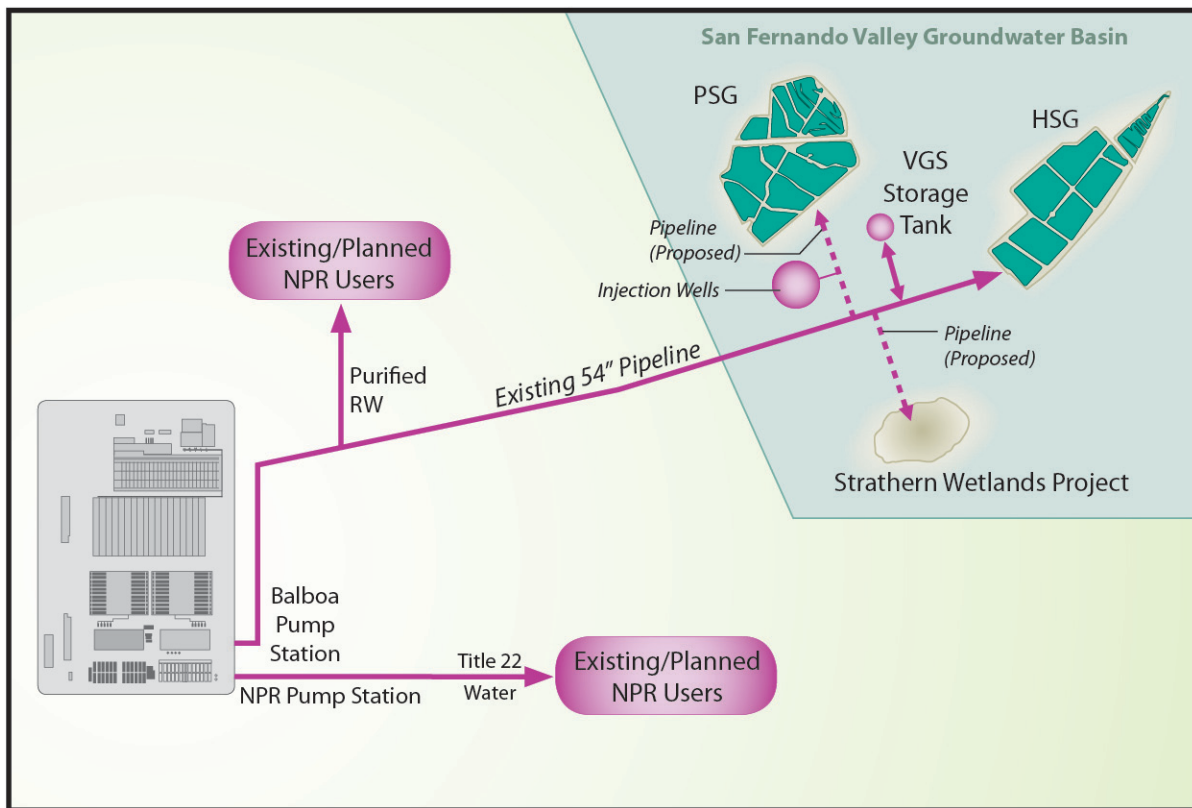 San Fernando Valley Groundwater Basin
PSG
HSG
VGS
Storage
Tank
Pipeline
(Proposed)
Injection Wells
Existing/Planned
NPR Users
Purified
RW
Existing 54” Pipeline
Pipeline
(Proposed)
Strathern Wetlands Project
Balboa
Pump
Station
NPR Pump Station
Title 22
Water
Existing/Planned
NPR Users